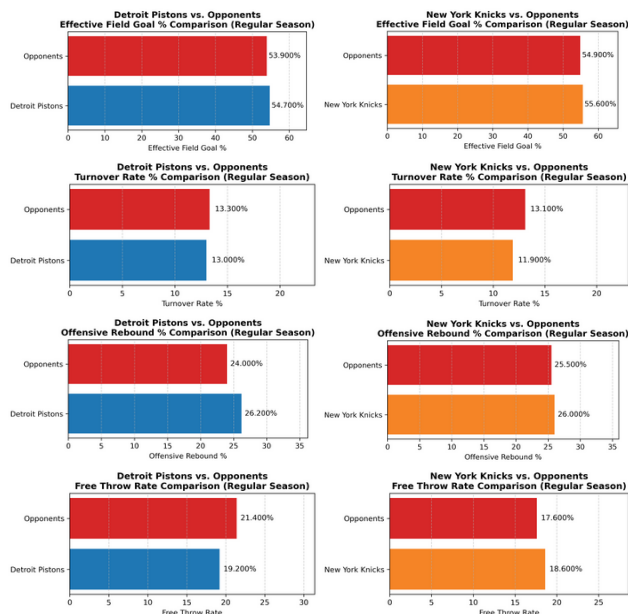 Detroit Pistons vs. Opponents
Effective Field Goal % Comparison (Regular Season)
Opponents
53.900%
Detroit Pistons
54.700%
0 10 20 30 40 50 60
Effective Field Goal %
New York Knicks vs. Opponents
Effective Field Goal % Comparison (Regular Season)
Opponents
54.900%
New York Knicks
55.600%
0 10 20 30 40 50 60
Effective Field Goal %
Detroit Pistons vs. Opponents
Turnover Rate % Comparison (Regular Season)
Opponents
13.300%
Detroit Pistons
13.000%
0 5 10 15 20
Turnover Rate %
New York Knicks vs. Opponents
Turnover Rate % Comparison (Regular Season)
Opponents
13.100%
New York Knicks
11.900%
0 5 10 15 20
Turnover Rate %
Detroit Pistons vs. Opponents
Offensive Rebound % Comparison (Regular Season)
Opponents
24.000%
Detroit Pistons
26.200%
0 5 10 15 20 25 30 35
Offensive Rebound %
New York Knicks vs. Opponents
Offensive Rebound % Comparison (Regular Season)
Opponents
25.500%
New York Knicks
26.000%
0 5 10 15 20 25 30 35
Offensive Rebound %
Detroit Pistons vs. Opponents
Free Throw Rate Comparison (Regular Season)
Opponents
21.400%
Detroit Pistons
19.200%
0 5 10 15 20 25 30
Free Throw Rate
New York Knicks vs. Opponents
Free Throw Rate Comparison (Regular Season)
Opponents
17.600%
New York Knicks
18.600%
0 5 10 15 20 25
Free Throw Rate